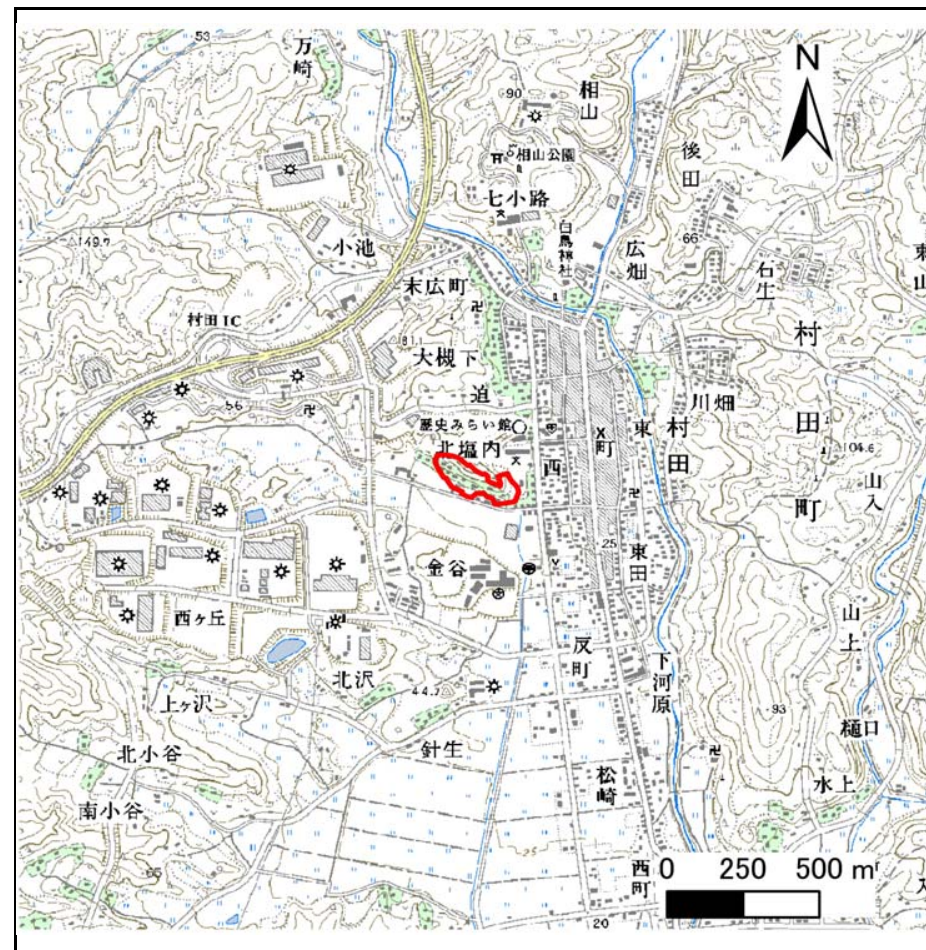 53
万崎
N
90
相山
相山公園
後田
七小路
白鳥神社
66
広畑
149.7
小池
石生
末広町
村田IC
村
81.1
大槻下
迫
川畑
56
歴史みらい館
東
北塩内
村田
田
104.6
西
町
山入
町
25
東田
金谷
西ヶ丘
山上
反町
下河原
北沢
44.7
上ヶ沢
93
樋口
針生
北小谷
松崎
水上
南小谷
25
西町
0 250 500 m
20